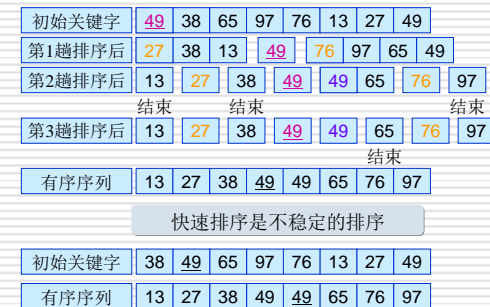 初始关键字 49 38 65 97 76 13 27 49
第1趟排序后 27 38 13 49 76 97 65 49
第2趟排序后 13 27 38 49 49 65 76 97
结束 结束 结束
第3趟排序后 13 27 38 49 49 65 76 97
结束
有序序列 13 27 38 49 49 65 76 97
快速排序是不稳定的排序
初始关键字 38 49 65 97 76 13 27 49
有序序列 13 27 38 49 49 65 76 97